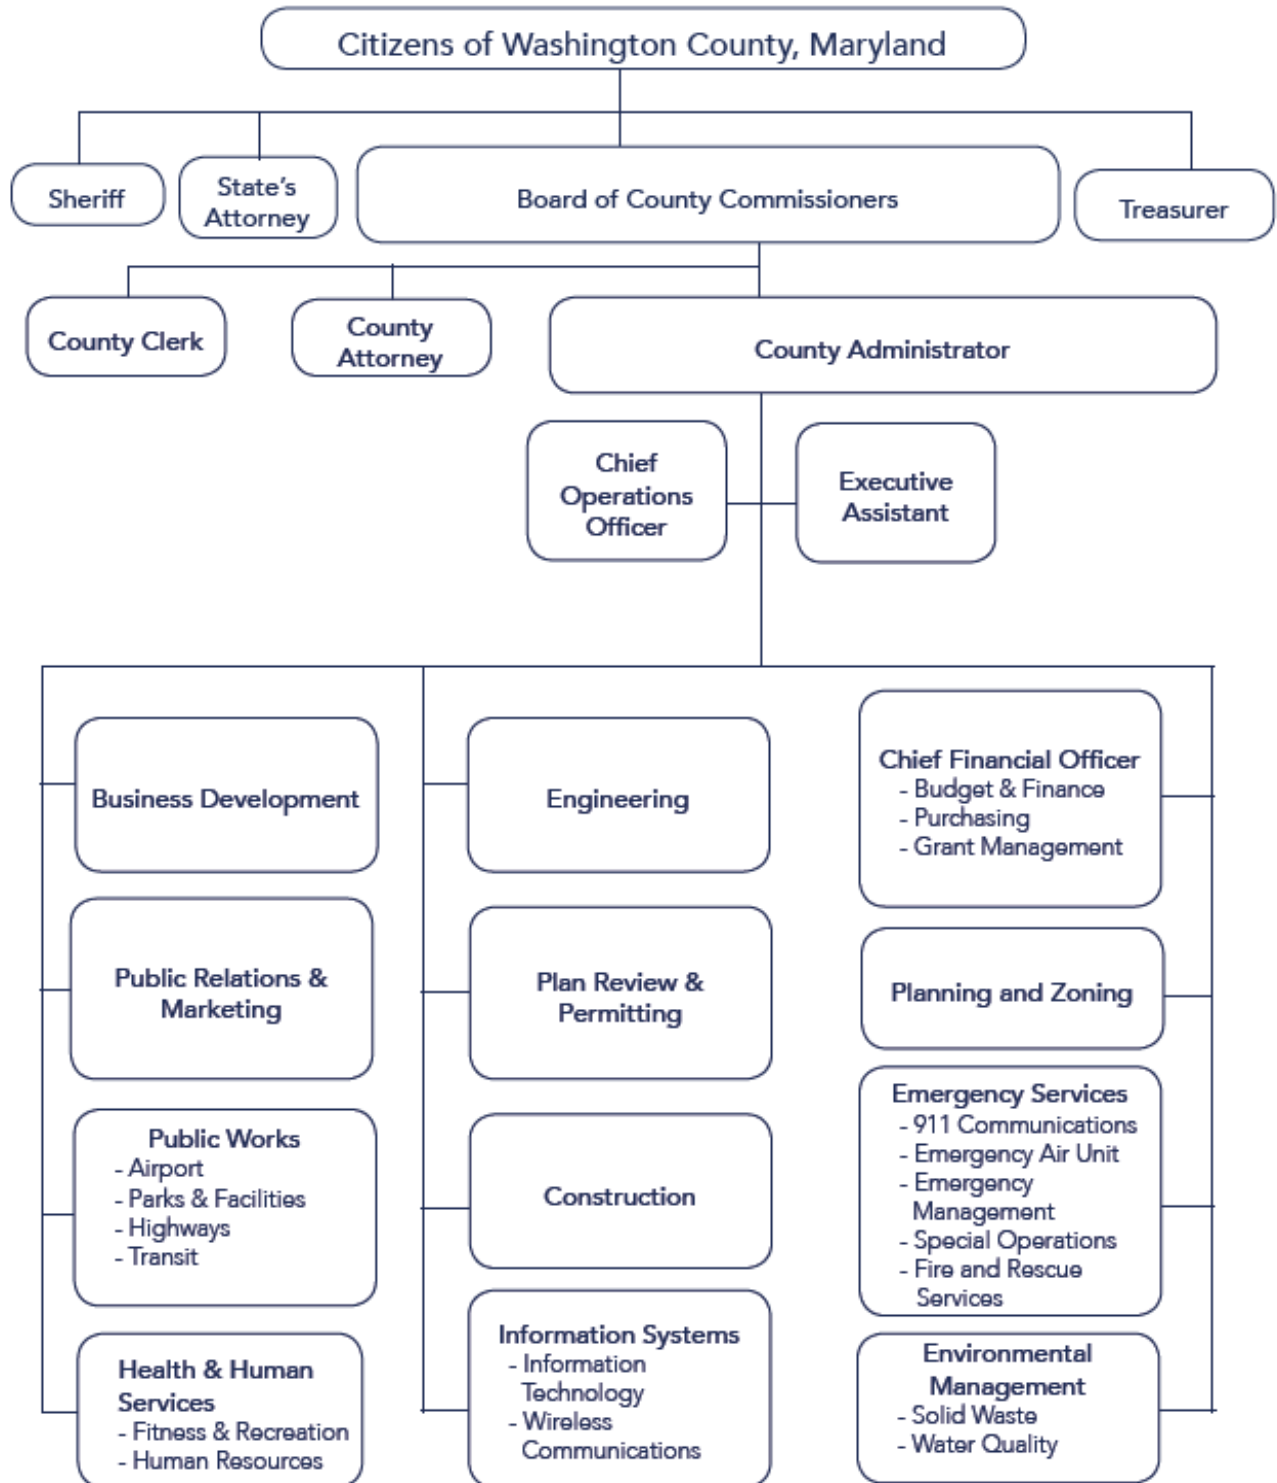 Citizens of Washington County, Maryland
Sheriff
State's
Attorney
Board of County Commissioners
Treasurer
County Clerk
County
Attorney
County Administrator
Chief
Operations
Officer
Executive
Assistant
Business Development
Engineering
Chief Financial Officer
- Budget & Finance
- Purchasing
- Grant Management
Public Relations &
Marketing
Plan Review &
Permitting
Planning and Zoning
Public Works
- Airport
- Parks & Facilities
- Highways
- Transit
Construction
Emergency Services
- 911 Communications
- Emergency Air Unit
- Emergency
Management
- Special Operations
- Fire and Rescue
Services
Health & Human
Services
- Fitness & Recreation
- Human Resources
Information Systems
- Information
Technology
- Wireless
Communications
Environmental
Management
- Solid Waste
- Water Quality